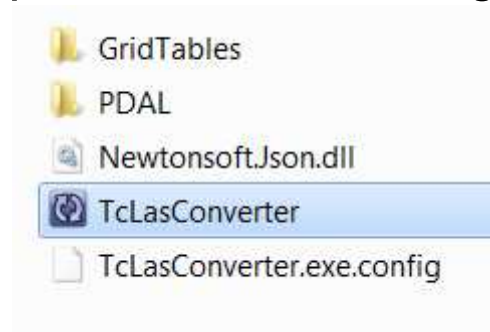 GridTables
PDAL
Newtonsoft.Json.dll
TcLasConverter
TcLasConverter.exe.config